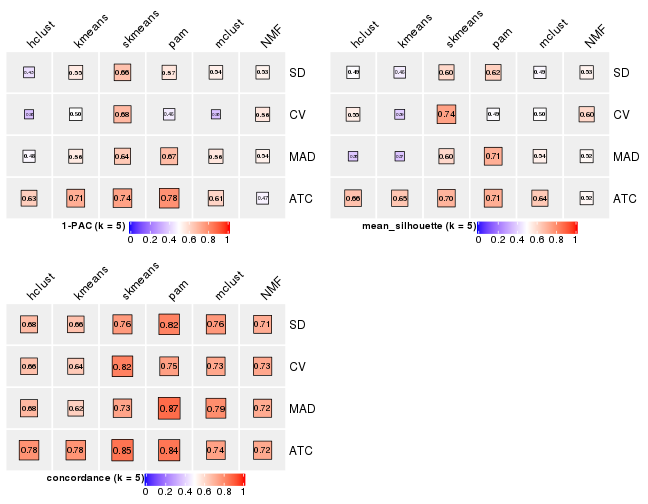 hclust kmeans skmeans pam mclust NMF
0.55 0.66 0.57 0.54 0.53 SD
0.50 0.68 0.56 CV
0.48 0.56 0.64 0.67 0.56 0.54 MAD
0.63 0.71 0.74 0.78 0.61 0.47 ATC
1-PAC (k = 5)
0 0.2 0.4 0.6 0.8 1
hclust kmeans skmeans pam mclust NMF
0.49 0.60 0.62 0.49 0.53 SD
0.55 0.74 0.49 0.50 0.60 CV
0.60 0.71 0.54 0.52 MAD
0.66 0.65 0.70 0.71 0.64 0.52 ATC
mean_silhouette (k = 5)
0 0.2 0.4 0.6 0.8 1
hclust kmeans skmeans pam mclust NMF
0.68 0.66 0.76 0.82 0.76 0.71 SD
0.66 0.64 0.82 0.75 0.73 0.73 CV
0.68 0.62 0.73 0.87 0.79 0.72 MAD
0.78 0.78 0.85 0.84 0.74 0.72 ATC
concordance (k = 5)
0 0.2 0.4 0.6 0.8 1